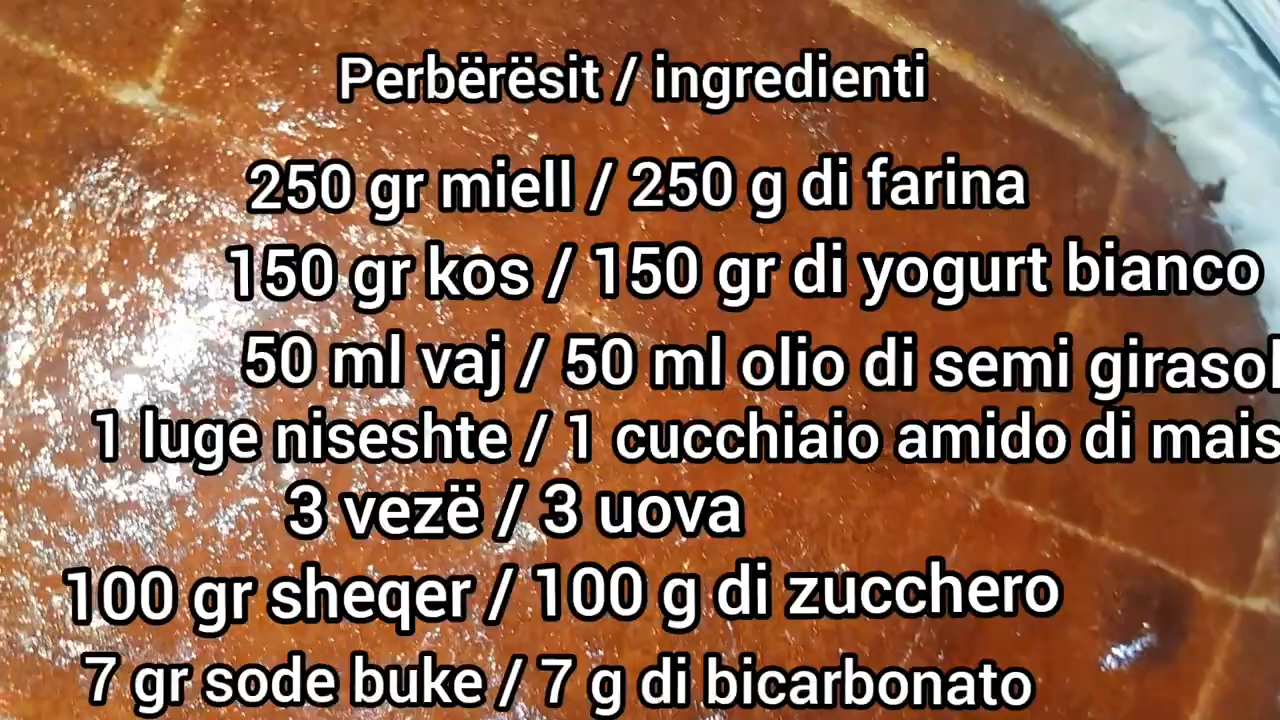 Perbërësit / ingredienti
250 gr miell / 250 g di farina
150 gr kos / 150 gr di yogurt bianco
50 ml vaj / 50 ml olio di semi girasol
1 luge niseshte / 1 cucchiaio amido di mais
3 vezë / 3 uova
100 gr sheqer / 100 g di zucchero
7 gr sode buke / 7 g di bicarbonato